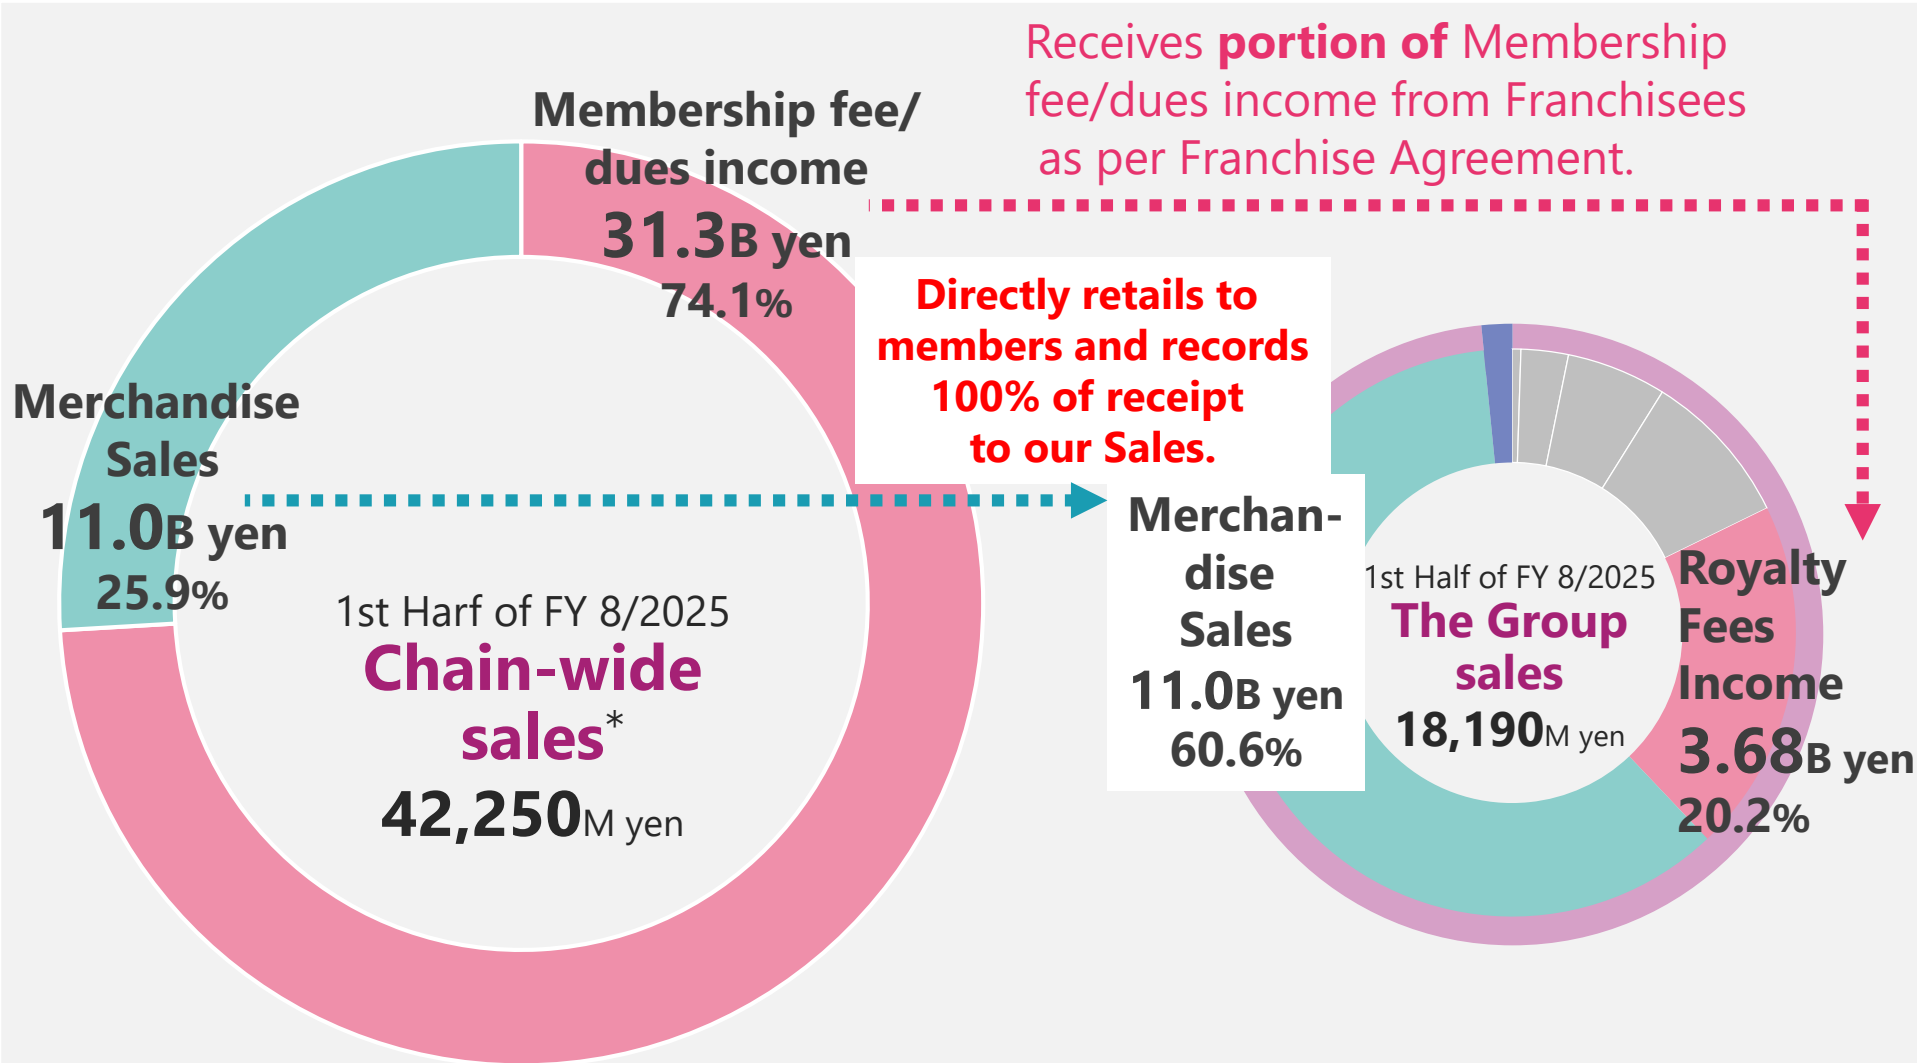 Receives portion of Membership
fee/dues income from Franchisees
as per Franchise Agreement.
Membership fee/
dues income
31.3B yen
74.1%
Directly retails to
members and records
100% of receipt
to our Sales.
Merchandise
Sales
11.0B yen
25.9%
1st Harf of FY 8/2025
Chain-wide
sales*
42,250M yen
Merchan-
dise
Sales
11.0B yen
60.6%
1st Half of FY 8/2025
The Group
sales
18,190M yen
Royalty
Fees
Income
3.68B yen
20.2%